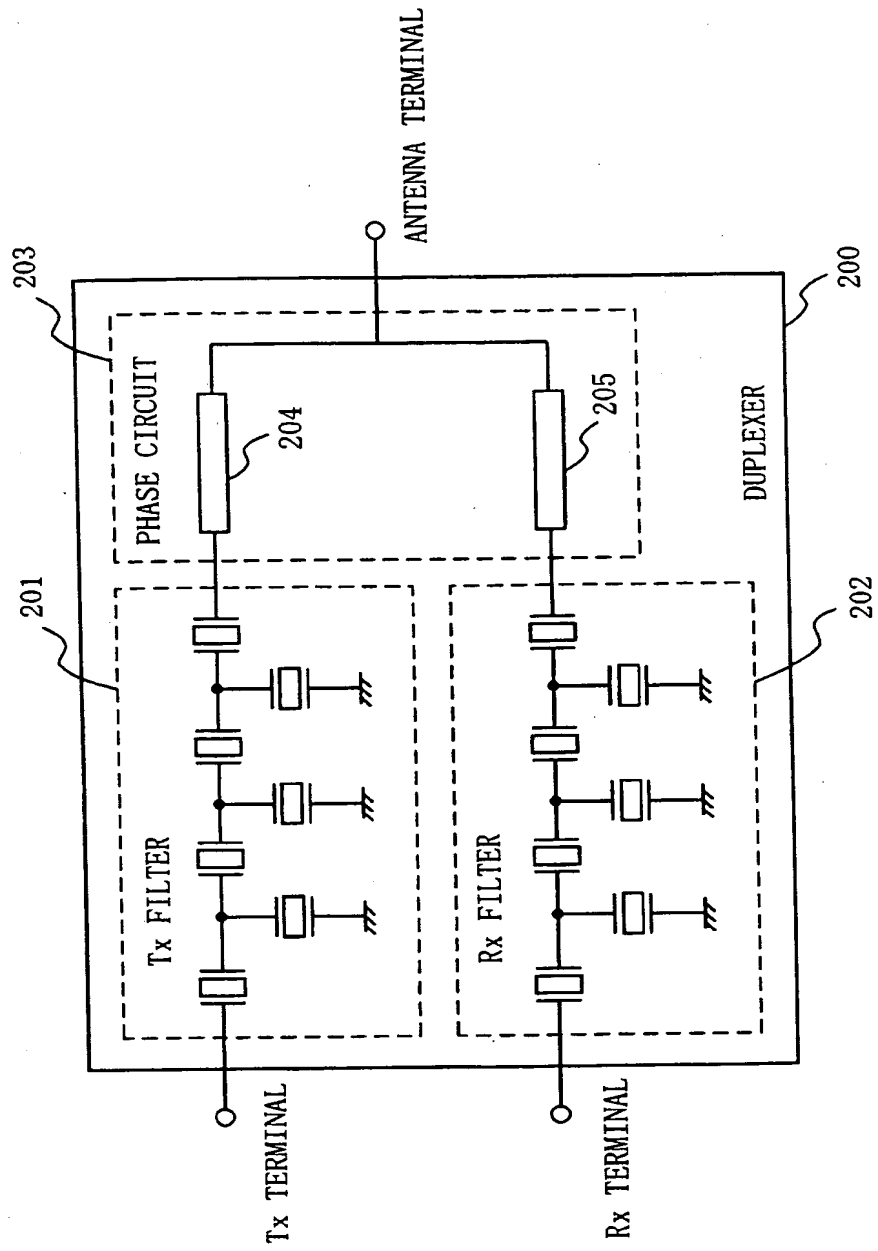 201
203
Tx FILTER
PHASE CIRCUIT
204
Tx TERMINAL
ANTENNA TERMINAL
Rx FILTER
205
Rx TERMINAL
DUPLEXER
202
200